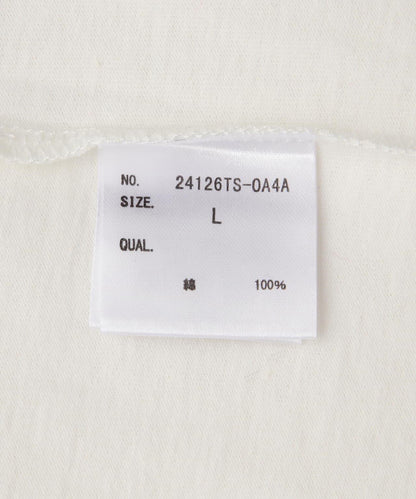 NO. 24126TS-0A4A
SIZE. L
QUAL.
綿 100%